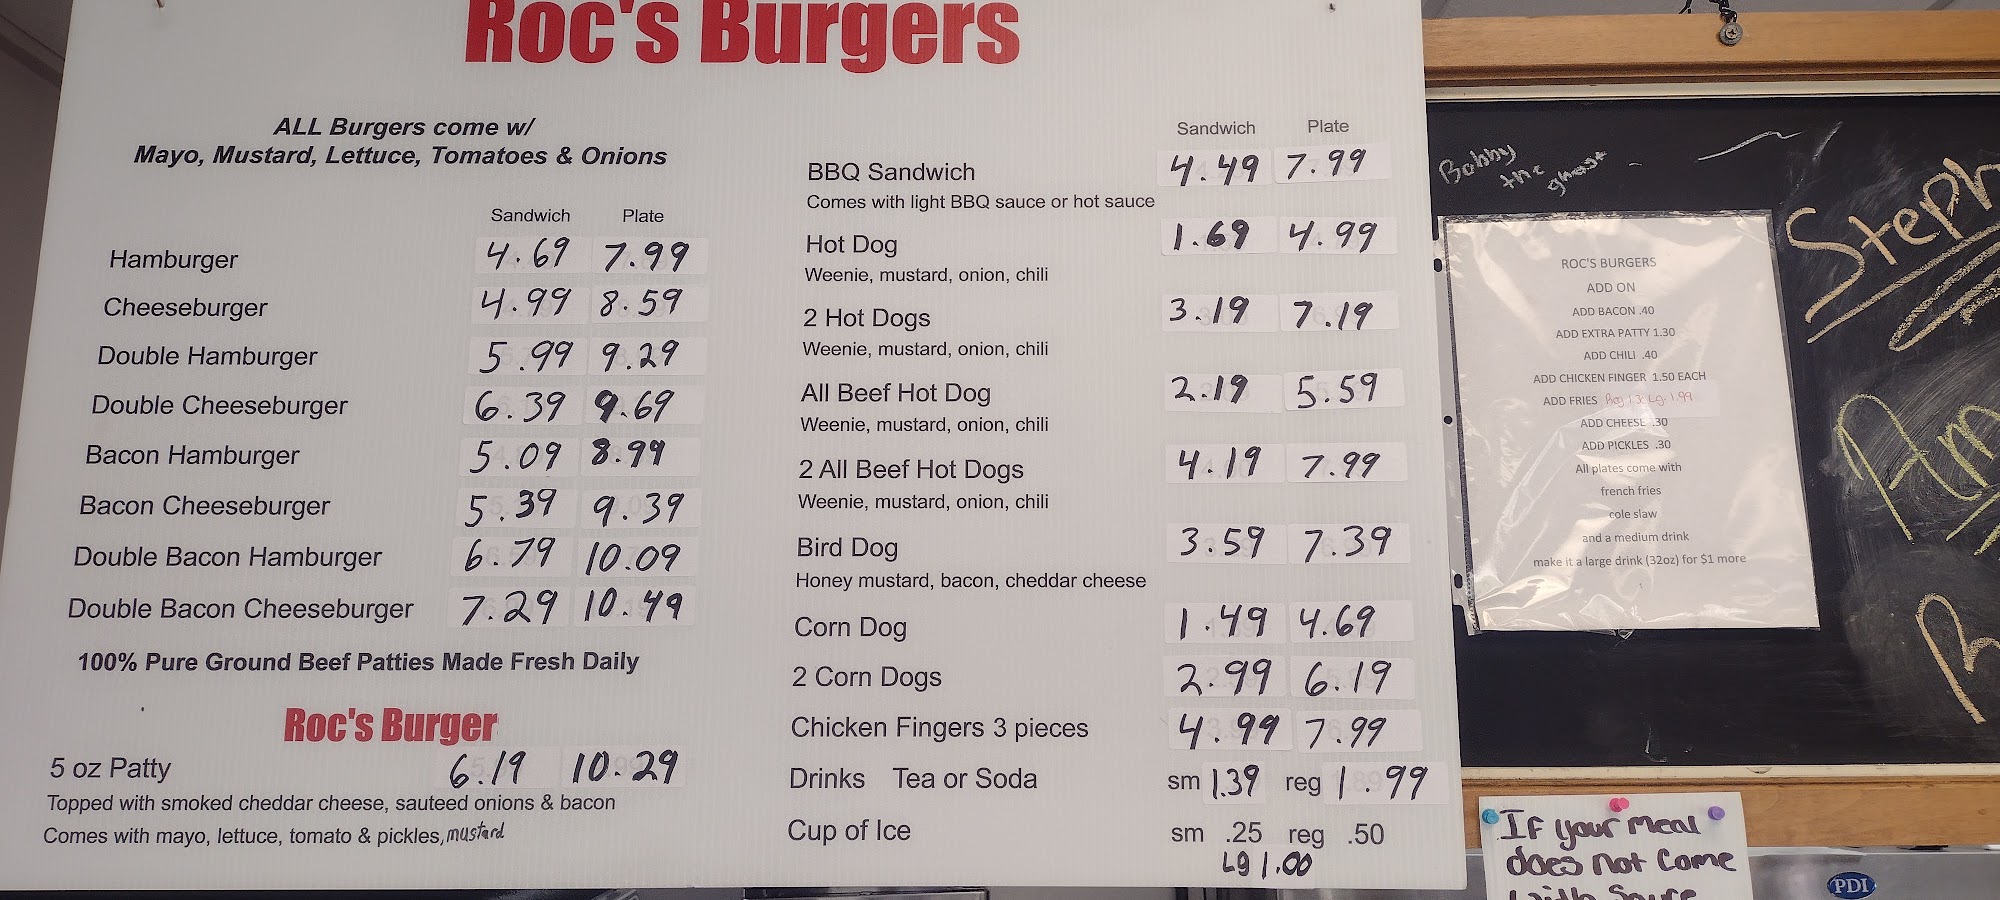 Roc's Burgers
ALL Burgers come w/
Mayo, Mustard, Lettuce, Tomatoes & Onions
Sandwich Plate
Hamburger 4.69 7.99
Cheeseburger 4.99 8.59
Double Hamburger 5.99 9.29
Double Cheeseburger 6.39 9.69
Bacon Hamburger 5.09 8.99
Bacon Cheeseburger 5.39 9.39
Double Bacon Hamburger 6.79 10.09
Double Bacon Cheeseburger 7.29 10.49
100% Pure Ground Beef Patties Made Fresh Daily
Roc's Burger
5 oz Patty 6.19 10.29
Topped with smoked cheddar cheese, sauteed onions & bacon
Comes with mayo, lettuce, tomato & pickles, mustard
Sandwich Plate
BBQ Sandwich 4.49 7.99
Comes with light BBQ sauce or hot sauce
Hot Dog 1.69 4.99
Weenie, mustard, onion, chili
2 Hot Dogs 3.19 7.19
Weenie, mustard, onion, chili
All Beef Hot Dog 2.19 5.59
Weenie, mustard, onion, chili
2 All Beef Hot Dogs 4.19 7.99
Weenie, mustard, onion, chili
Bird Dog 3.59 7.39
Honey mustard, bacon, cheddar cheese
Corn Dog 1.49 4.69
2 Corn Dogs 2.99 6.19
Chicken Fingers 3 pieces 4.99 7.99
Drinks Tea or Soda sm 1.39 reg 1.99
Cup of Ice sm .25 reg .50
Lg 1.00
Bobby
the
ghost
ROC'S BURGERS
ADD ON
ADD BACON .40
ADD EXTRA PATTY 1.30
ADD CHILI .40
ADD CHICKEN FINGER 1.50 EACH
ADD FRIES Lg. 1.99
ADD CHEESE .30
ADD PICKLES .30
All plates come with
french fries
cole slaw
and a medium drink
make it a large drink (32oz) for $1 more
Steph
Am
If your meal
does not come
with Sauce
PDI